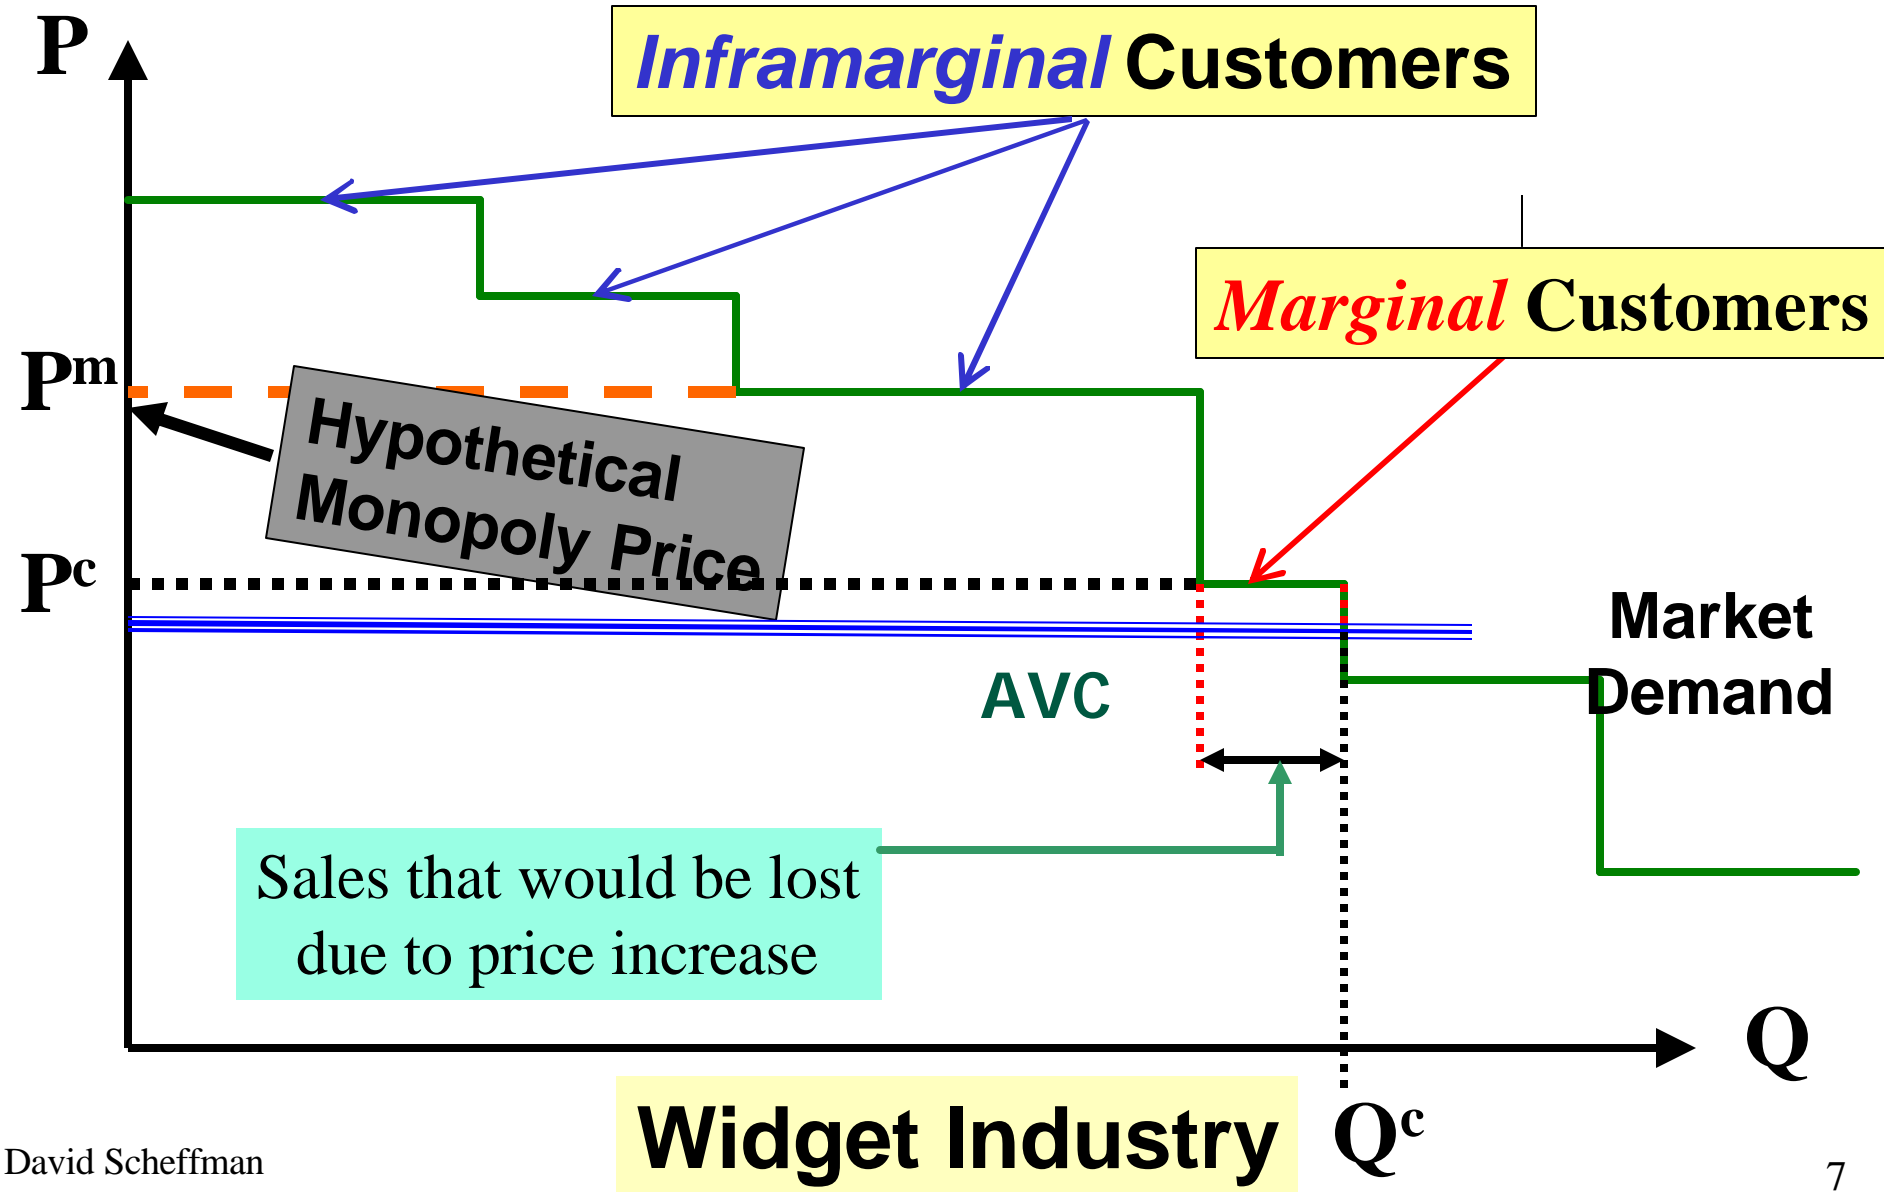 P
Inframarginal Customers
Marginal Customers
Pm
Hypothetical
Monopoly Price
Pc
Market
Demand
AVC
Sales that would be lost
due to price increase
Q
Widget Industry
Qc
David Scheffman
7